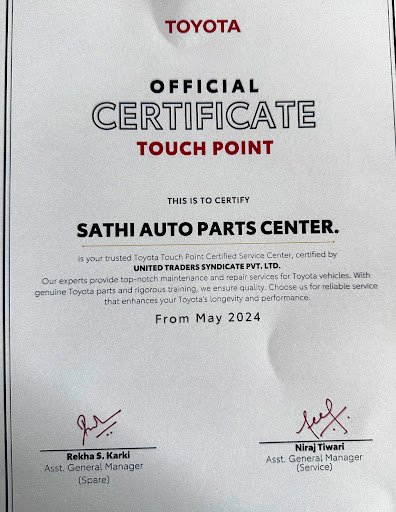 TOYOTA
OFFICIAL
CERTIFICATE
TOUCH POINT
THIS IS TO CERTIFY
SATHI AUTO PARTS CENTER.
is your trusted Toyota Touch Point Certified Service Center, certified by
UNITED TRADERS SYNDICATE PVT. LTD.
Our experts provide top-notch maintenance and repair services for Toyota vehicles. With
genuine Toyota parts and rigorous training, we ensure quality. Choose us for reliable service
that enhances your Toyota's longevity and performance.
From May 2024
Rekha S. Karki
Asst. General Manager
(Spare)
Niraj Tiwari
Asst. General Manager
(Service)